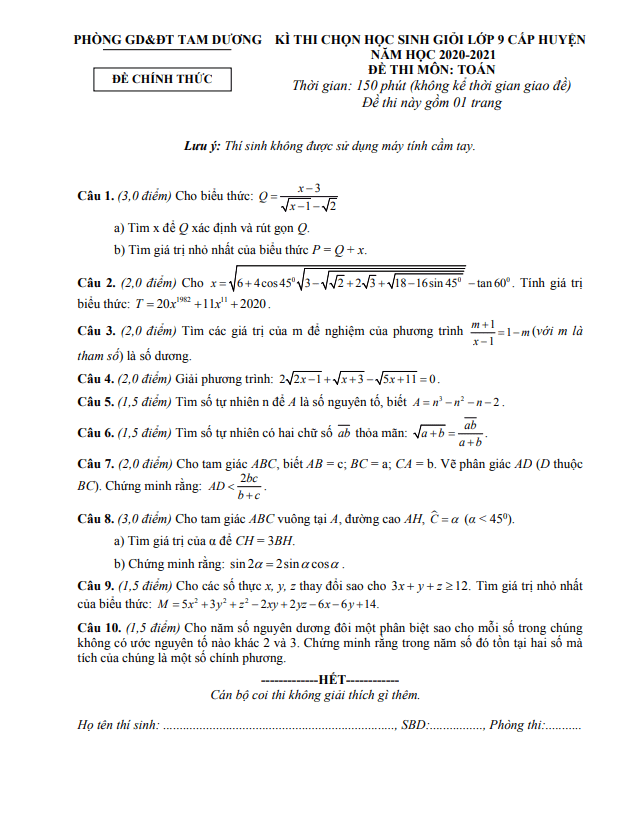 PHÒNG GD&ĐT TAM DƯƠNG
ĐỀ CHÍNH THỨC
KÌ THI CHỌN HỌC SINH GIỎI LỚP 9 CẤP HUYỆN
NĂM HỌC 2020-2021
ĐỀ THI MÔN: TOÁN
Thời gian: 150 phút (không kể thời gian giao đề)
Đề thi này gồm 01 trang
Lưu ý: Thí sinh không được sử dụng máy tính cầm tay.
Câu 1. (3,0 điểm) Cho biểu thức: $Q=\frac{x-3}{\sqrt{x-1}-\sqrt{2}}$
a) Tìm x để Q xác định và rút gọn Q.
b) Tìm giá trị nhỏ nhất của biểu thức P = Q + x.
Câu 2. (2,0 điểm) Cho $x=\sqrt{6+4\cos 45^0\sqrt{3-\sqrt{\sqrt{2}+2\sqrt{3}+\sqrt{18-16\sin 45^0}}}}-\tan 60^0$. Tính giá trị
biểu thức: $T=20x^{1982}+11x^{11}+2020$.
Câu 3. (2,0 điểm) Tìm các giá trị của m để nghiệm của phương trình $\frac{m+1}{x-1}=1-m$ (với m là
tham số) là số dương.
Câu 4. (2,0 điểm) Giải phương trình: $2\sqrt{2x-1}+\sqrt{x+3}-\sqrt{5x+11}=0$.
Câu 5. (1,5 điểm) Tìm số tự nhiên n để A là số nguyên tố, biết $A=n^3-n^2-n-2$.
Câu 6. (1,5 điểm) Tìm số tự nhiên có hai chữ số $\overline{ab}$ thỏa mãn: $\sqrt{a+b}=\frac{\overline{ab}}{a+b}$.
Câu 7. (2,0 điểm) Cho tam giác ABC, biết AB = c; BC = a; CA = b. Vẽ phân giác AD (D thuộc
BC). Chứng minh rằng: $AD<\frac{2bc}{b+c}$.
Câu 8. (3,0 điểm) Cho tam giác ABC vuông tại A, đường cao AH, $\widehat{C}=\alpha$ (α < 45⁰).
a) Tìm giá trị của α để CH = 3BH.
b) Chứng minh rằng: $\sin 2\alpha=2\sin\alpha\cos\alpha$.
Câu 9. (1,5 điểm) Cho các số thực x, y, z thay đổi sao cho $3x+y+z\geq 12$. Tìm giá trị nhỏ nhất
của biểu thức: $M=5x^2+3y^2+z^2-2xy+2yz-6x-6y+14$.
Câu 10. (1,5 điểm) Cho năm số nguyên dương đôi một phân biệt sao cho mỗi số trong chúng
không có ước nguyên tố nào khác 2 và 3. Chứng minh rằng trong năm số đó tồn tại hai số mà
tích của chúng là một số chính phương.
-------------HẾT------------
Cán bộ coi thi không giải thích gì thêm.
Họ tên thí sinh: ......................................................................, SBD:................, Phòng thi:...........